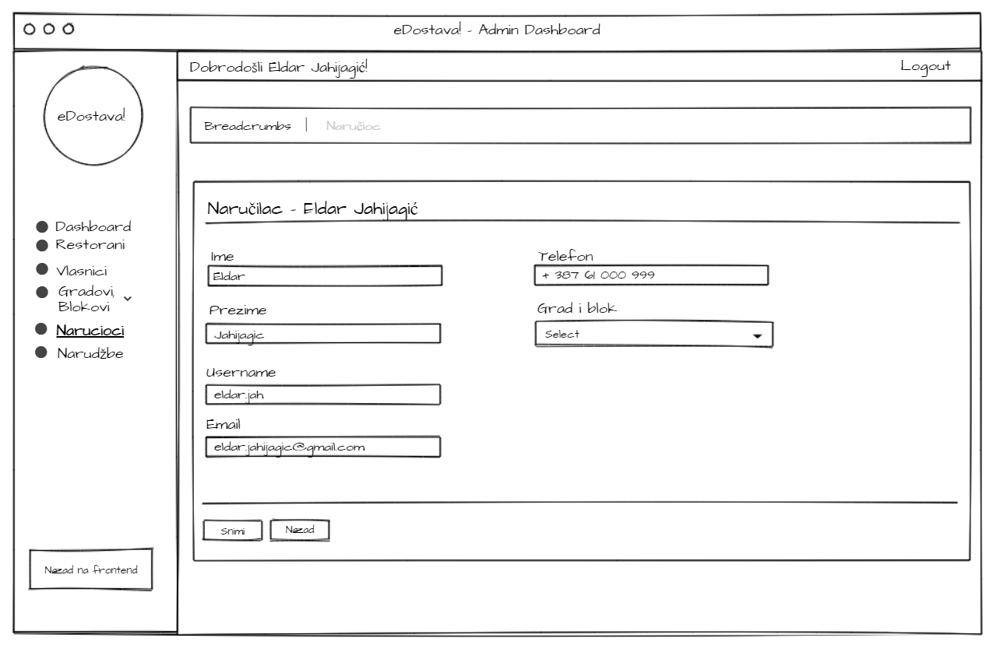 eDostava! - Admin Dashboard
eDostava!
Dobrodošli Eldar Jahijagić!
Logout
Breadcrumbs | Naručioc
Dashboard
Restorani
Vlasnici
Gradovi,
Blokovi
Narucioci
Narudžbe
Nazad na frontend
Naručilac - Eldar Jahijagić
Ime
Eldar
Prezime
Jahijagic
Username
eldar.jah
Email
eldar.jahijagic@gmail.com
Telefon
+ 387 61 000 999
Grad i blok
Select
Snimi
Nazad